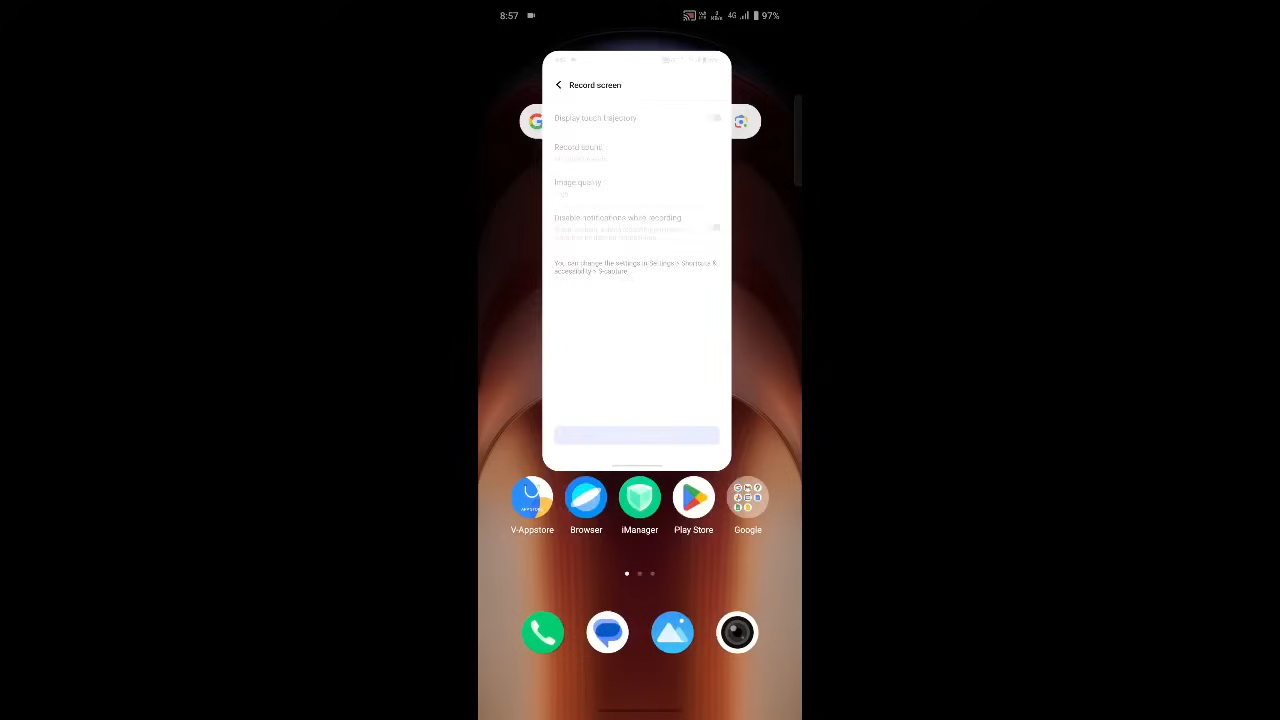 8:57
4G 97%
Record screen
Display touch trajectory
Record sound
Image quality
Disable notifications while recording
You can change the settings in Settings > Shortcuts &
accessibility > S-capture
V-Appstore Browser iManager Play Store Google